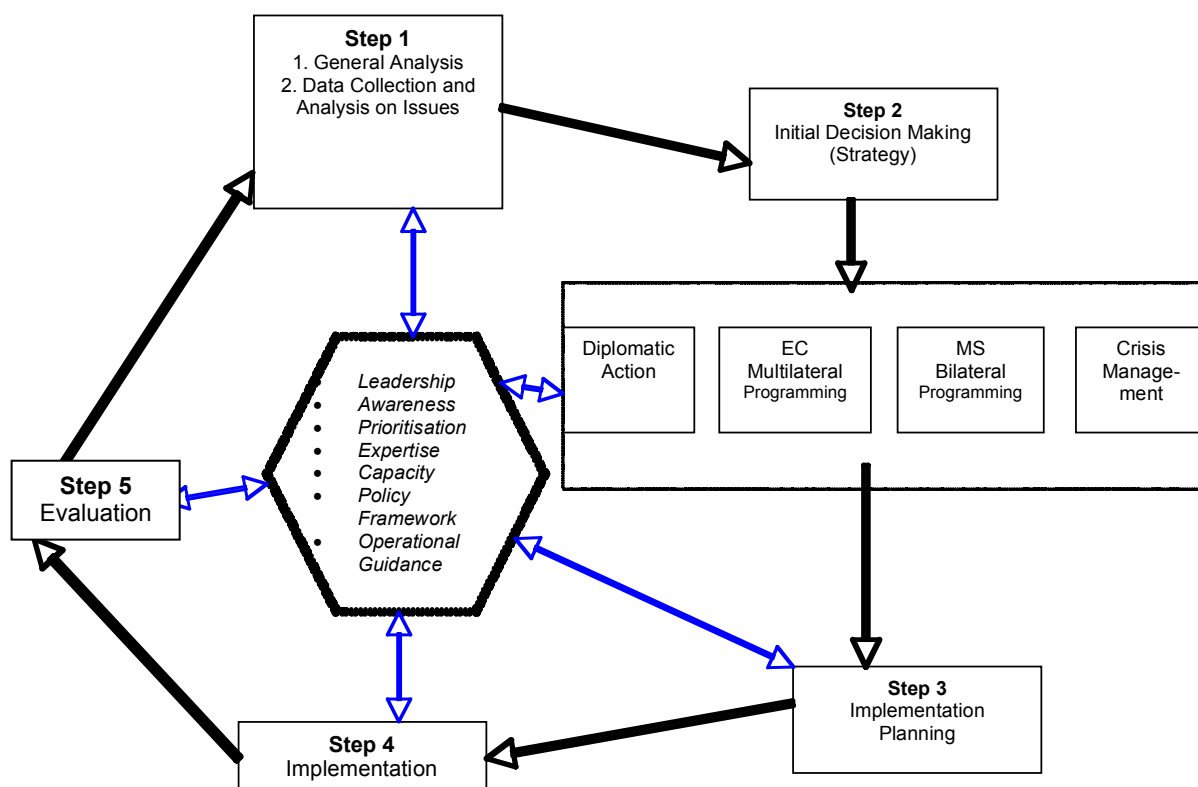 Step 1
1. General Analysis
2. Data Collection and
Analysis on Issues
Step 2
Initial Decision Making
(Strategy)
Diplomatic
Action
EC
Multilateral
Programming
MS
Bilateral
Programming
Crisis
Manage-
ment
Leadership
• Awareness
• Prioritisation
• Expertise
• Capacity
• Policy
Framework
• Operational
Guidance
Step 5
Evaluation
Step 3
Implementation
Planning
Step 4
Implementation